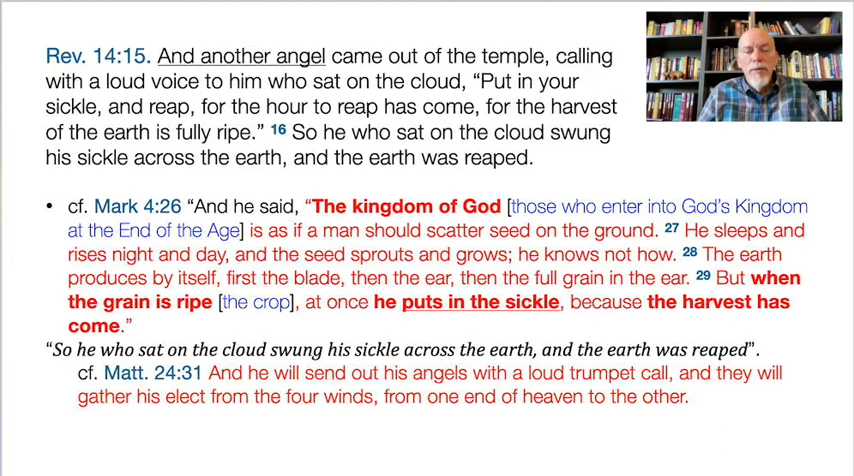 Rev. 14:15. And another angel came out of the temple, calling
with a loud voice to him who sat on the cloud, “Put in your
sickle, and reap, for the hour to reap has come, for the harvest
of the earth is fully ripe.” 16 So he who sat on the cloud swung
his sickle across the earth, and the earth was reaped.
• cf. Mark 4:26 “And he said, “The kingdom of God [those who enter into God’s Kingdom
at the End of the Age] is as if a man should scatter seed on the ground. 27 He sleeps and
rises night and day, and the seed sprouts and grows; he knows not how. 28 The earth
produces by itself, first the blade, then the ear, then the full grain in the ear. 29 But when
the grain is ripe [the crop], at once he puts in the sickle, because the harvest has
come.”
“So he who sat on the cloud swung his sickle across the earth, and the earth was reaped”.
cf. Matt. 24:31 And he will send out his angels with a loud trumpet call, and they will
gather his elect from the four winds, from one end of heaven to the other.